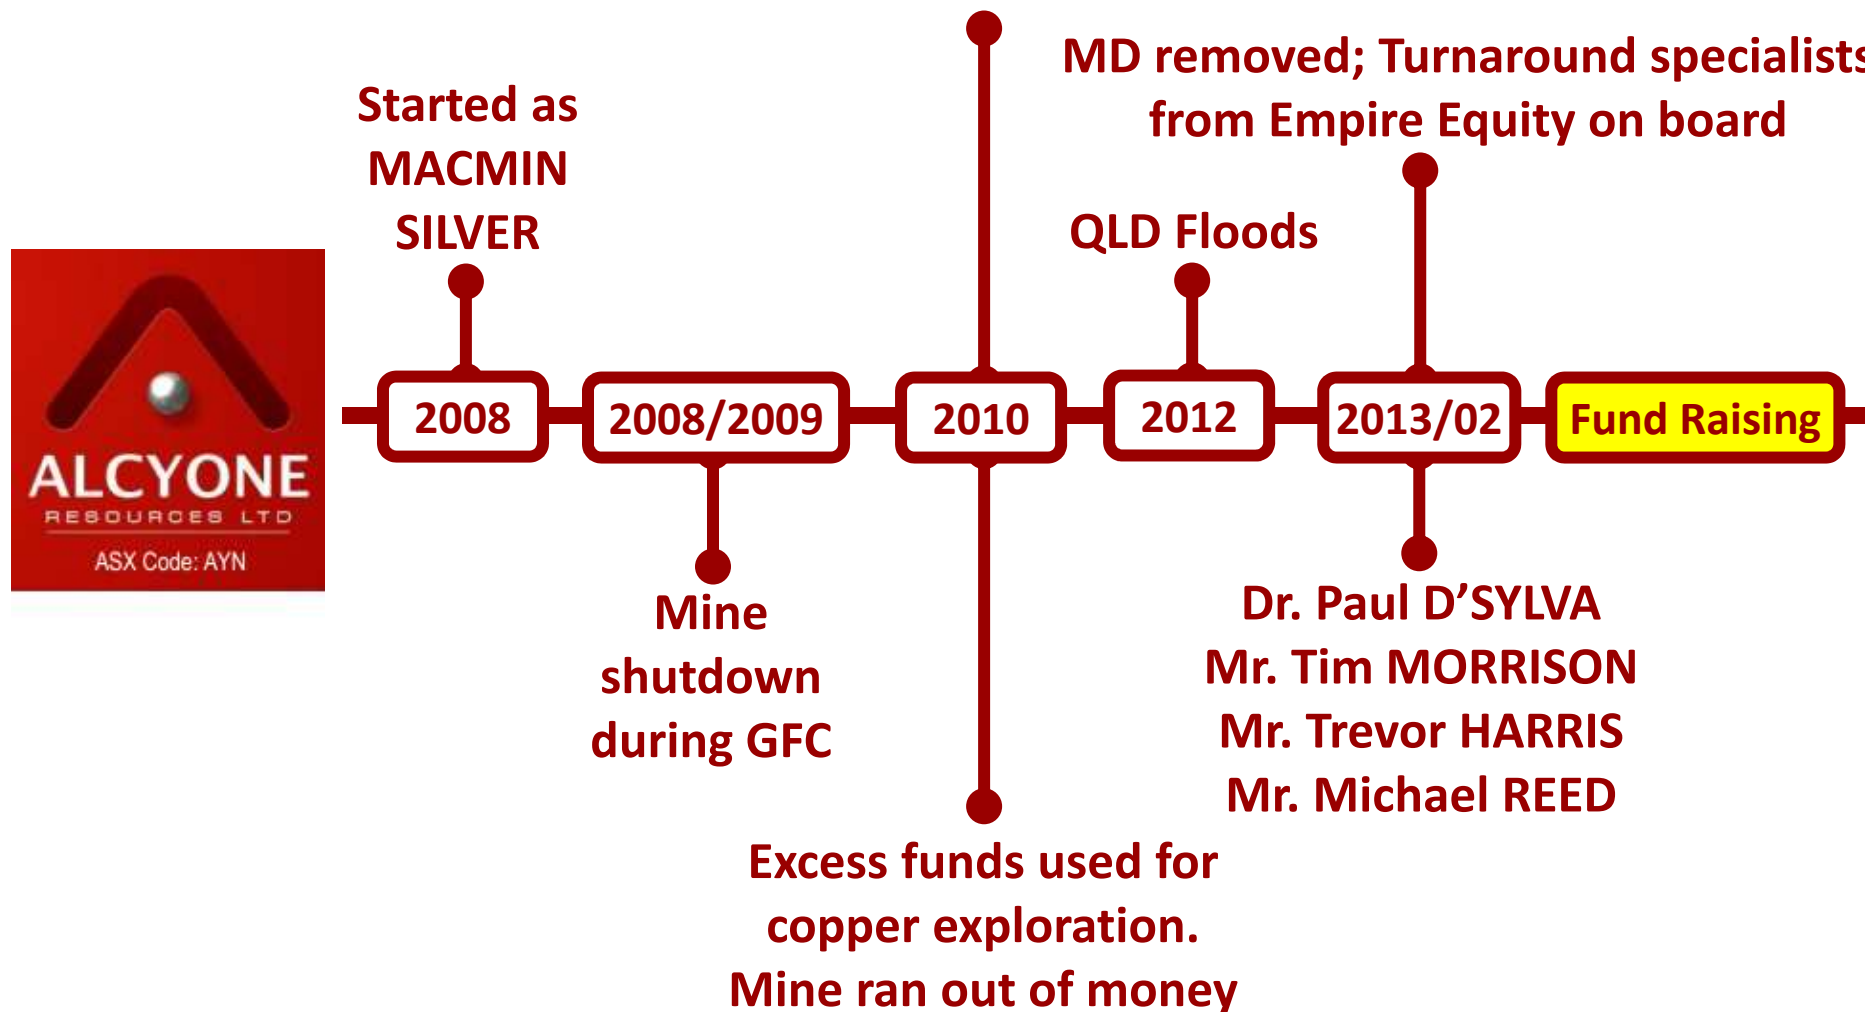 MD removed; Turnaround specialists
from Empire Equity on board
Started as
MACMIN
SILVER
QLD Floods
ALCYONE
RESOURCES LTD
ASX Code: AYN
2008
2008/2009
2010
2012
2013/02
Fund Raising
Mine
shutdown
during GFC
Dr. Paul D’SYLVA
Mr. Tim MORRISON
Mr. Trevor HARRIS
Mr. Michael REED
Excess funds used for
copper exploration.
Mine ran out of money